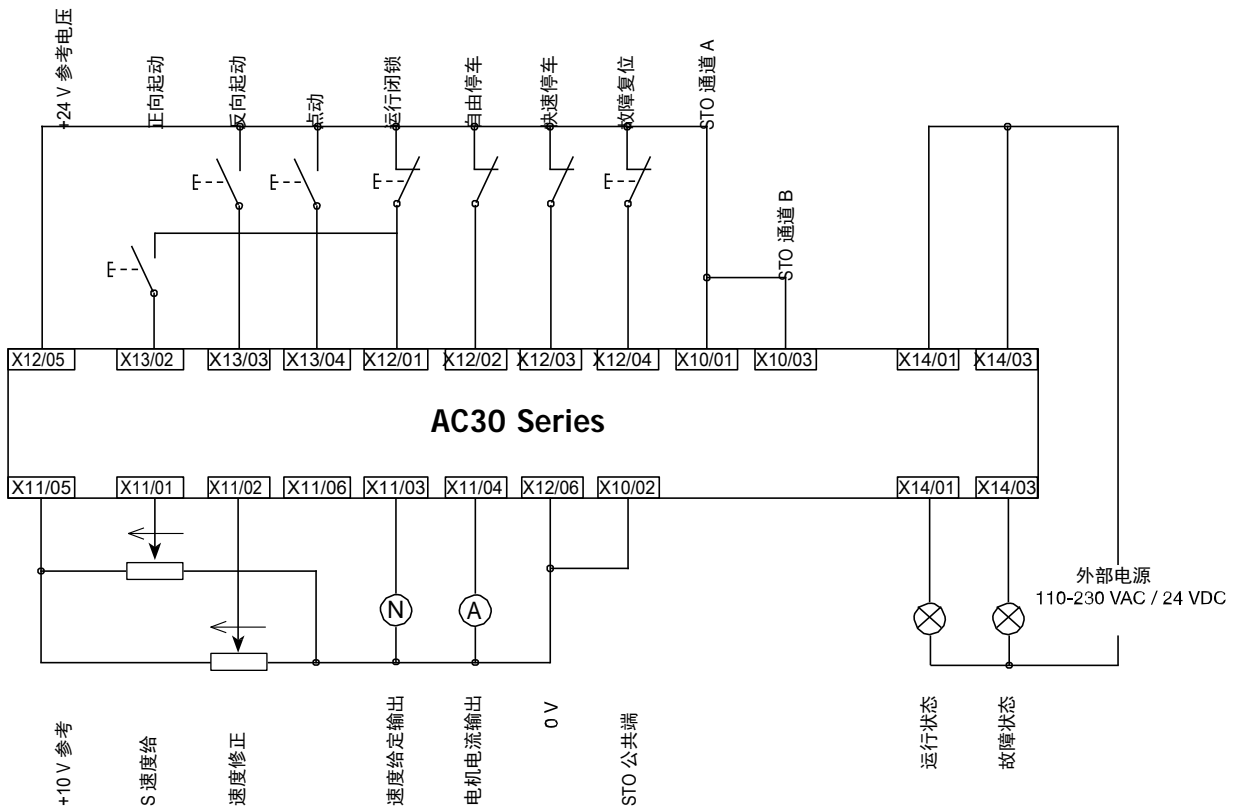 +24 V 参考电压
正向起动
反向起动
点动
运行闭锁
自由停车
快速停车
故障复位
STO 通道 A
STO 通道 B
X12/05
X13/02
X13/03
X13/04
X12/01
X12/02
X12/03
X12/04
X10/01
X10/03
X14/01
X14/03
AC30 Series
X11/05
X11/01
X11/02
X11/06
X11/03
X11/04
X12/06
X10/02
X14/01
X14/03
N
A
外部电源
110-230 VAC / 24 VDC
+10 V 参考
S 速度给
速度修正
速度给定输出
电机电流输出
0 V
STO 公共端
运行状态
故障状态